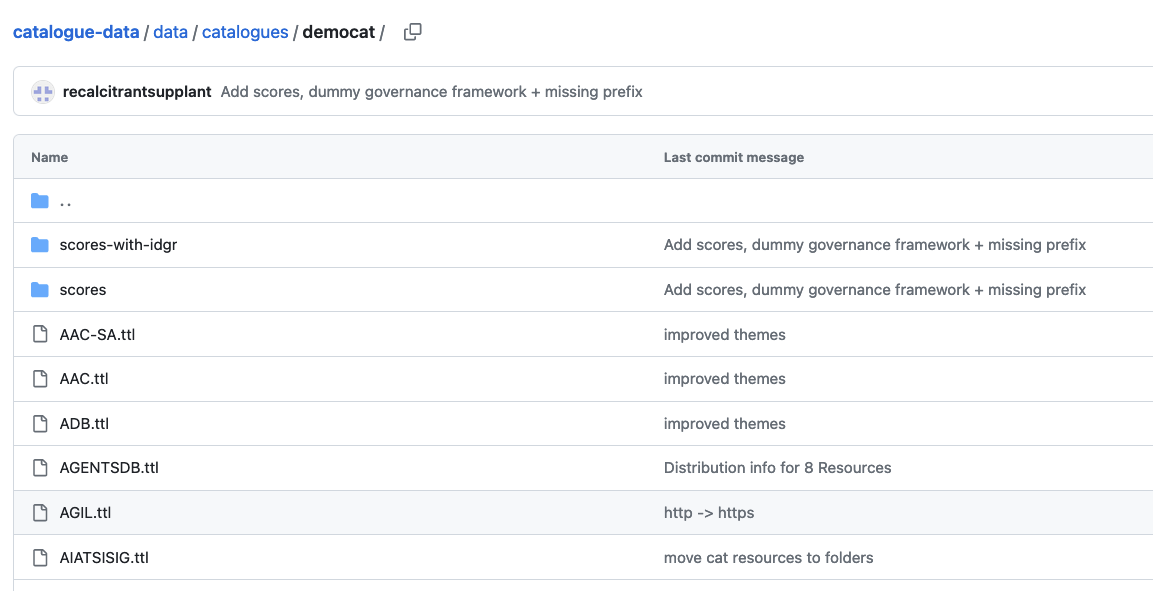 catalogue-data / data / catalogues / democat /
recalcitrantsupplant Add scores, dummy governance framework + missing prefix
Name Last commit message
..
scores-with-idgr Add scores, dummy governance framework + missing prefix
scores Add scores, dummy governance framework + missing prefix
AAC-SA.ttl improved themes
AAC.ttl improved themes
ADB.ttl improved themes
AGENTSDB.ttl Distribution info for 8 Resources
AGIL.ttl http -> https
AIATSISIG.ttl move cat resources to folders